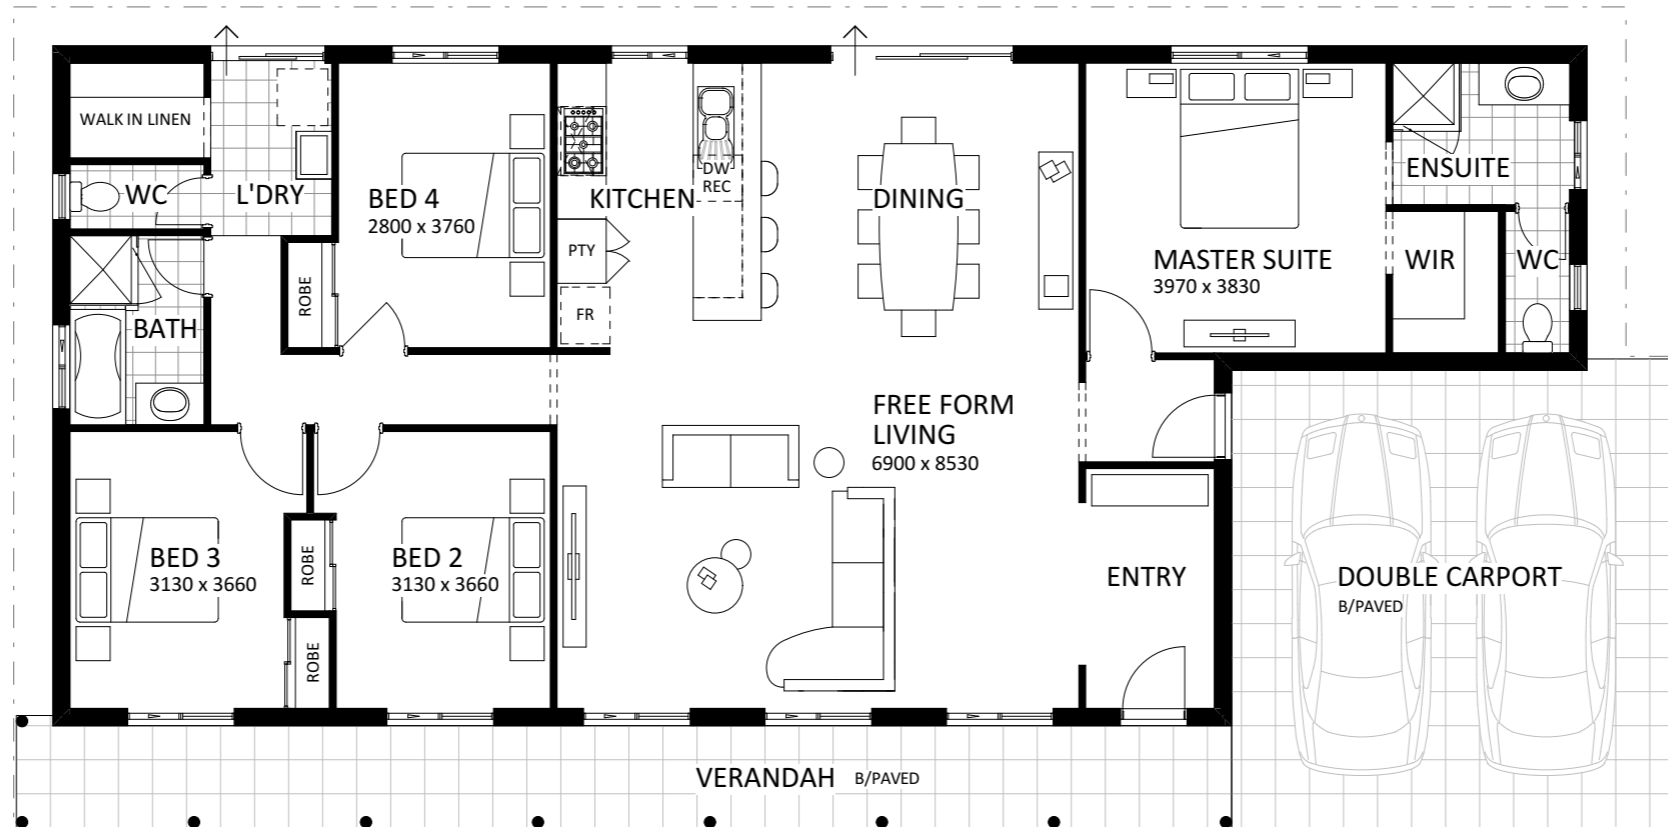 WALK IN LINEN
WC
L'DRY
BED 4
2800 x 3760
ROBE
BATH
KITCHEN
DW
REC
PTY
FR
DINING
MASTER SUITE
3970 x 3830
ENSUITE
WIR
WC
FREE FORM
LIVING
6900 x 8530
BED 3
3130 x 3660
ROBE
ROBE
BED 2
3130 x 3660
ENTRY
DOUBLE CARPORT
B/PAVED
VERANDAH B/PAVED